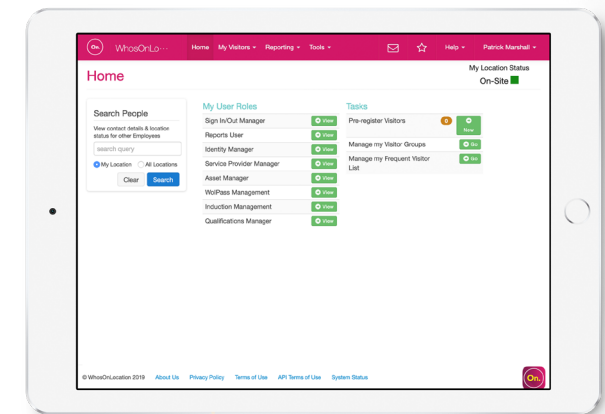 On. WhosOnLo··· Home My Visitors Reporting Tools Help Patrick Marshall
Home
My Location Status
On-Site
Search People
View contact details & location
status for other Employees
search query
My Location All Locations
Clear Search
My User Roles
Sign In/Out Manager View
Reports User View
Identity Manager View
Service Provider Manager View
Asset Manager View
WolPass Management View
Induction Management View
Qualifications Manager View
Tasks
Pre-register Visitors 0 New
Manage my Visitor Groups Go
Manage my Frequent Visitor Go
List
© WhosOnLocation 2019 About Us Privacy Policy Terms of Use API Terms of Use System Status
On.